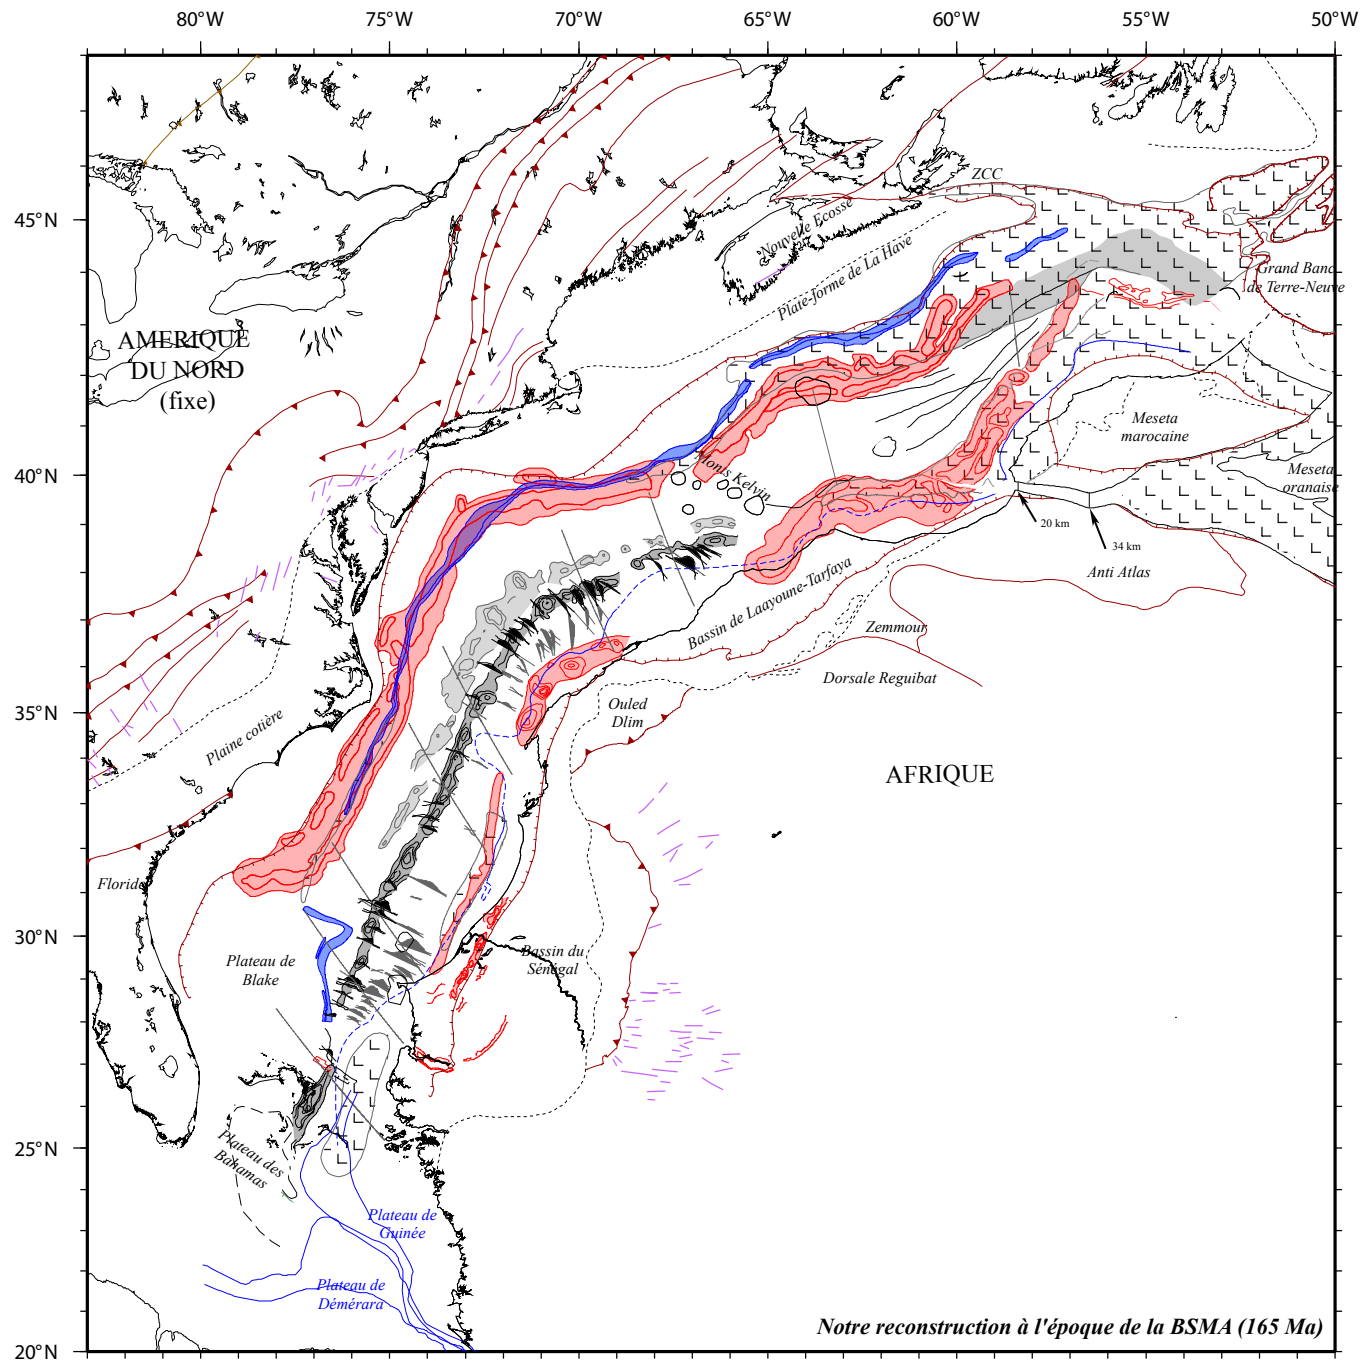 80°W 75°W 70°W 65°W 60°W 55°W 50°W
45°N
40°N
35°N
30°N
25°N
20°N
ZCC
Nouvelle Ecosse
Plate-forme de La Have
Grand Banc
de Terre-Neuve
AMÉRIQUE
DU NORD
(fixe)
Meseta
marocaine
Meseta
oranaise
Monts Kelvin
20 km
34 km
Anti Atlas
Bassin de Laayoune-Tarfaya
Zemmour
Dorsale Reguibat
Ouled
Dlim
Plaine cotière
AFRIQUE
Floride
Plateau de
Blake
Bassin du
Sénégal
Plateau des
Bahamas
Plateau de
Guinée
Plateau de
Démérara
Notre reconstruction à l'époque de la BSMA (165 Ma)